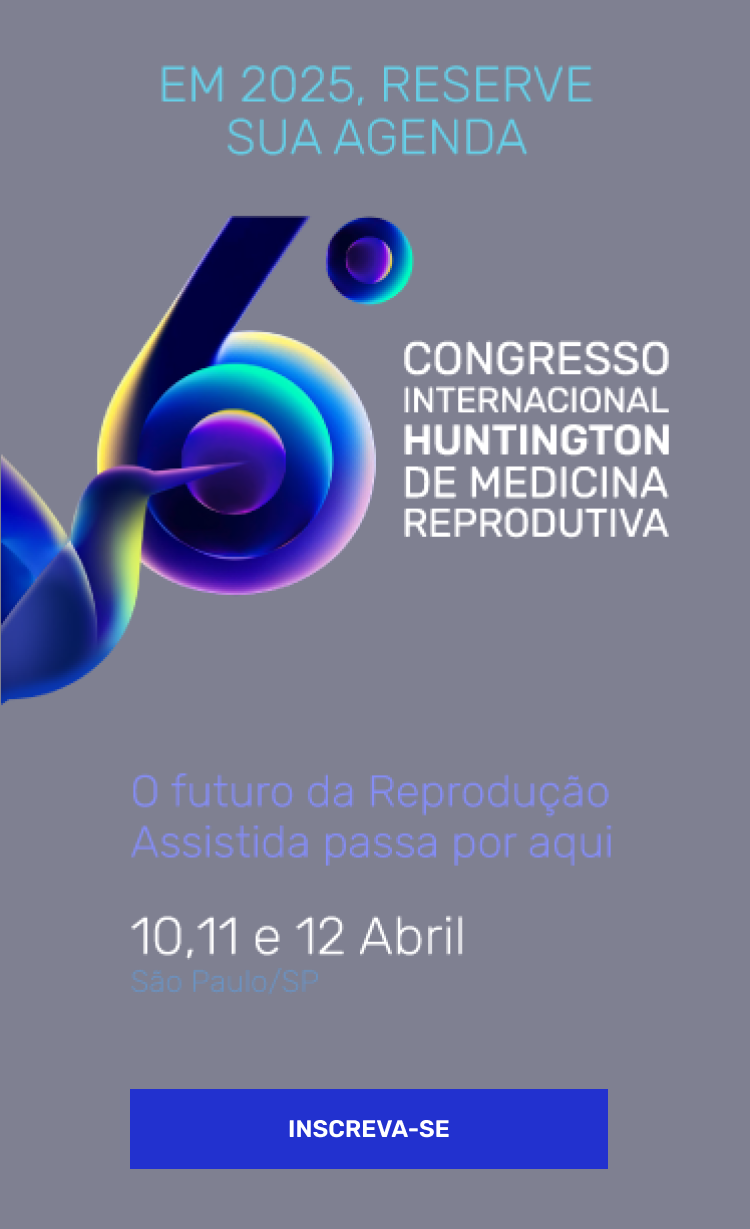 EM 2025, RESERVE
SUA AGENDA
6°
CONGRESSO
INTERNACIONAL
HUNTINGTON
DE MEDICINA
REPRODUTIVA
O futuro da Reprodução
Assistida passa por aqui
10,11 e 12 Abril
São Paulo/SP
INSCREVA-SE